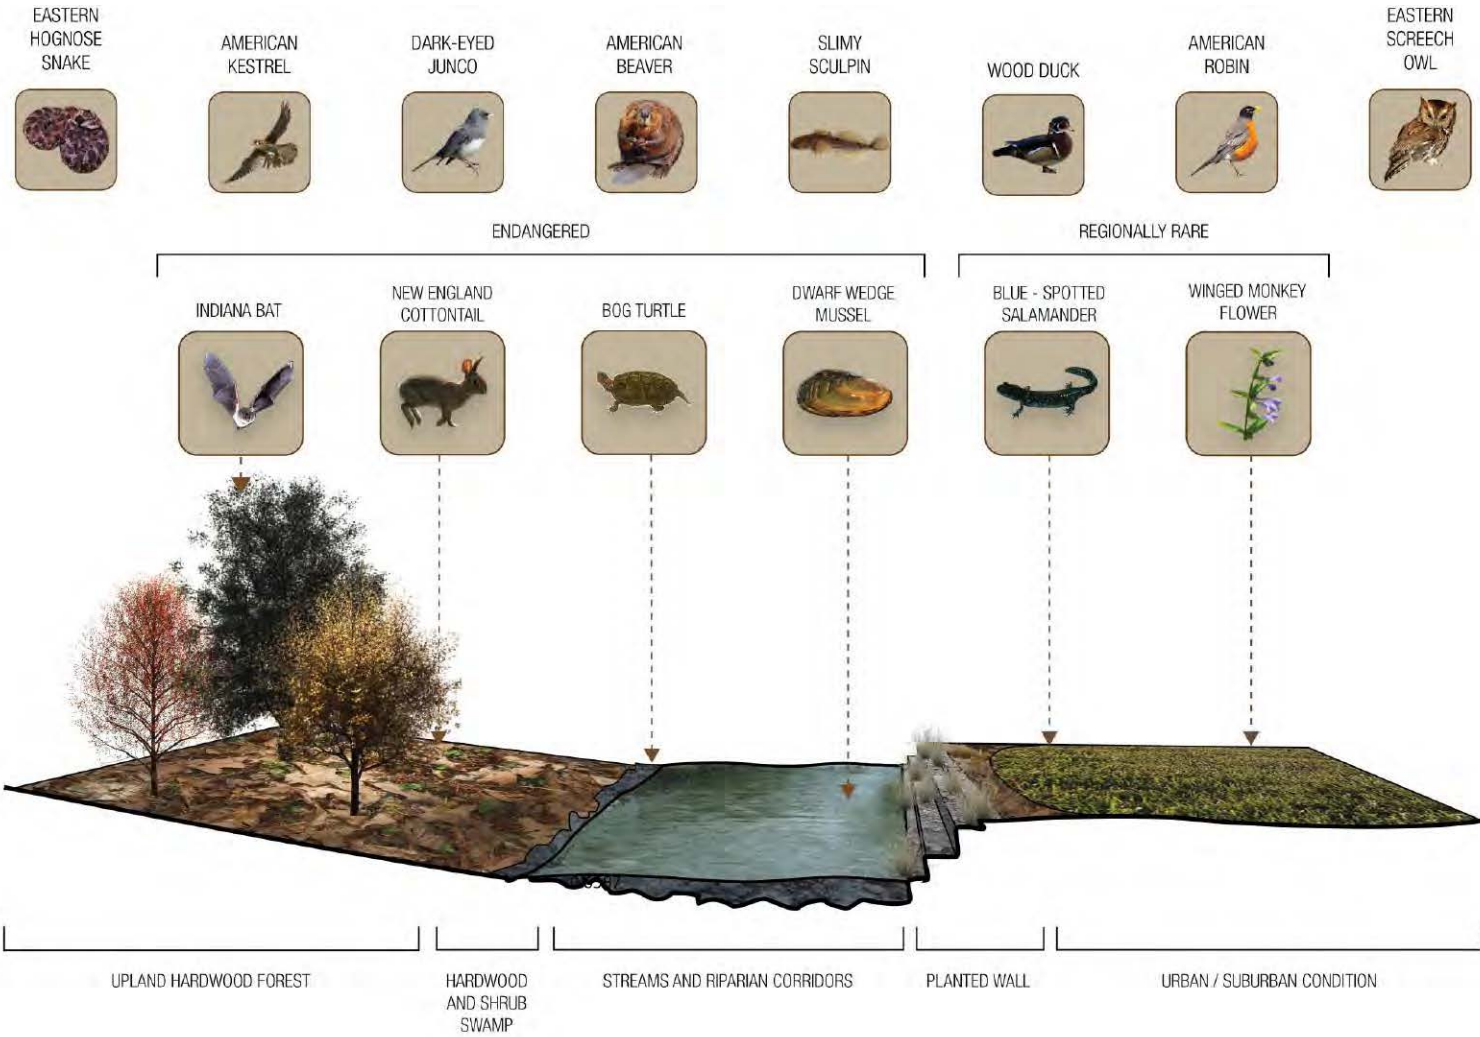 EASTERN
HOGNOSE
SNAKE
AMERICAN
KESTREL
DARK-EYED
JUNCO
AMERICAN
BEAVER
SLIMY
SCULPIN
WOOD DUCK
AMERICAN
ROBIN
EASTERN
SCREECH
OWL
ENDANGERED
REGIONALLY RARE
INDIANA BAT
NEW ENGLAND
COTTONTAIL
BOG TURTLE
DWARF WEDGE
MUSSEL
BLUE - SPOTTED
SALAMANDER
WINGED MONKEY
FLOWER
UPLAND HARDWOOD FOREST
HARDWOOD
AND SHRUB
SWAMP
STREAMS AND RIPARIAN CORRIDORS
PLANTED WALL
URBAN / SUBURBAN CONDITION